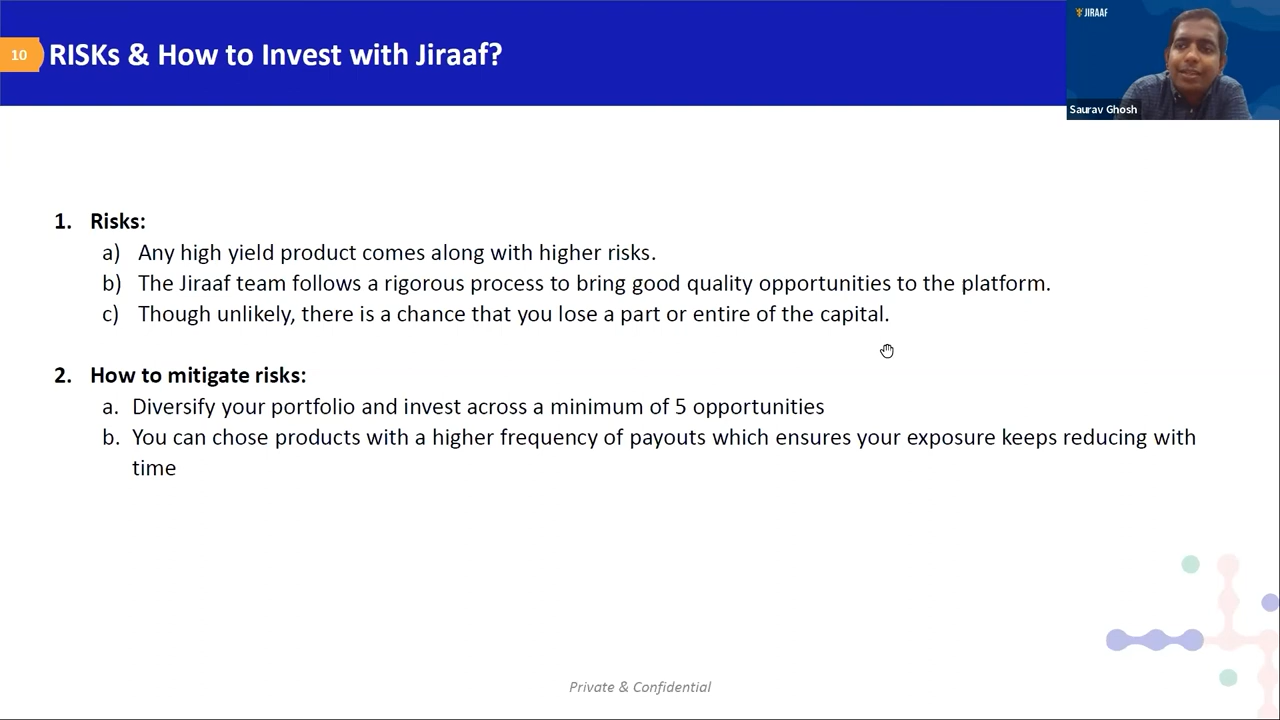 10
RISKs & How to Invest with Jiraaf?
JIRAAF
Saurav Ghosh
1. Risks:
a) Any high yield product comes along with higher risks.
b) The Jiraaf team follows a rigorous process to bring good quality opportunities to the platform.
c) Though unlikely, there is a chance that you lose a part or entire of the capital.
2. How to mitigate risks:
a. Diversify your portfolio and invest across a minimum of 5 opportunities
b. You can chose products with a higher frequency of payouts which ensures your exposure keeps reducing with
time
Private & Confidential